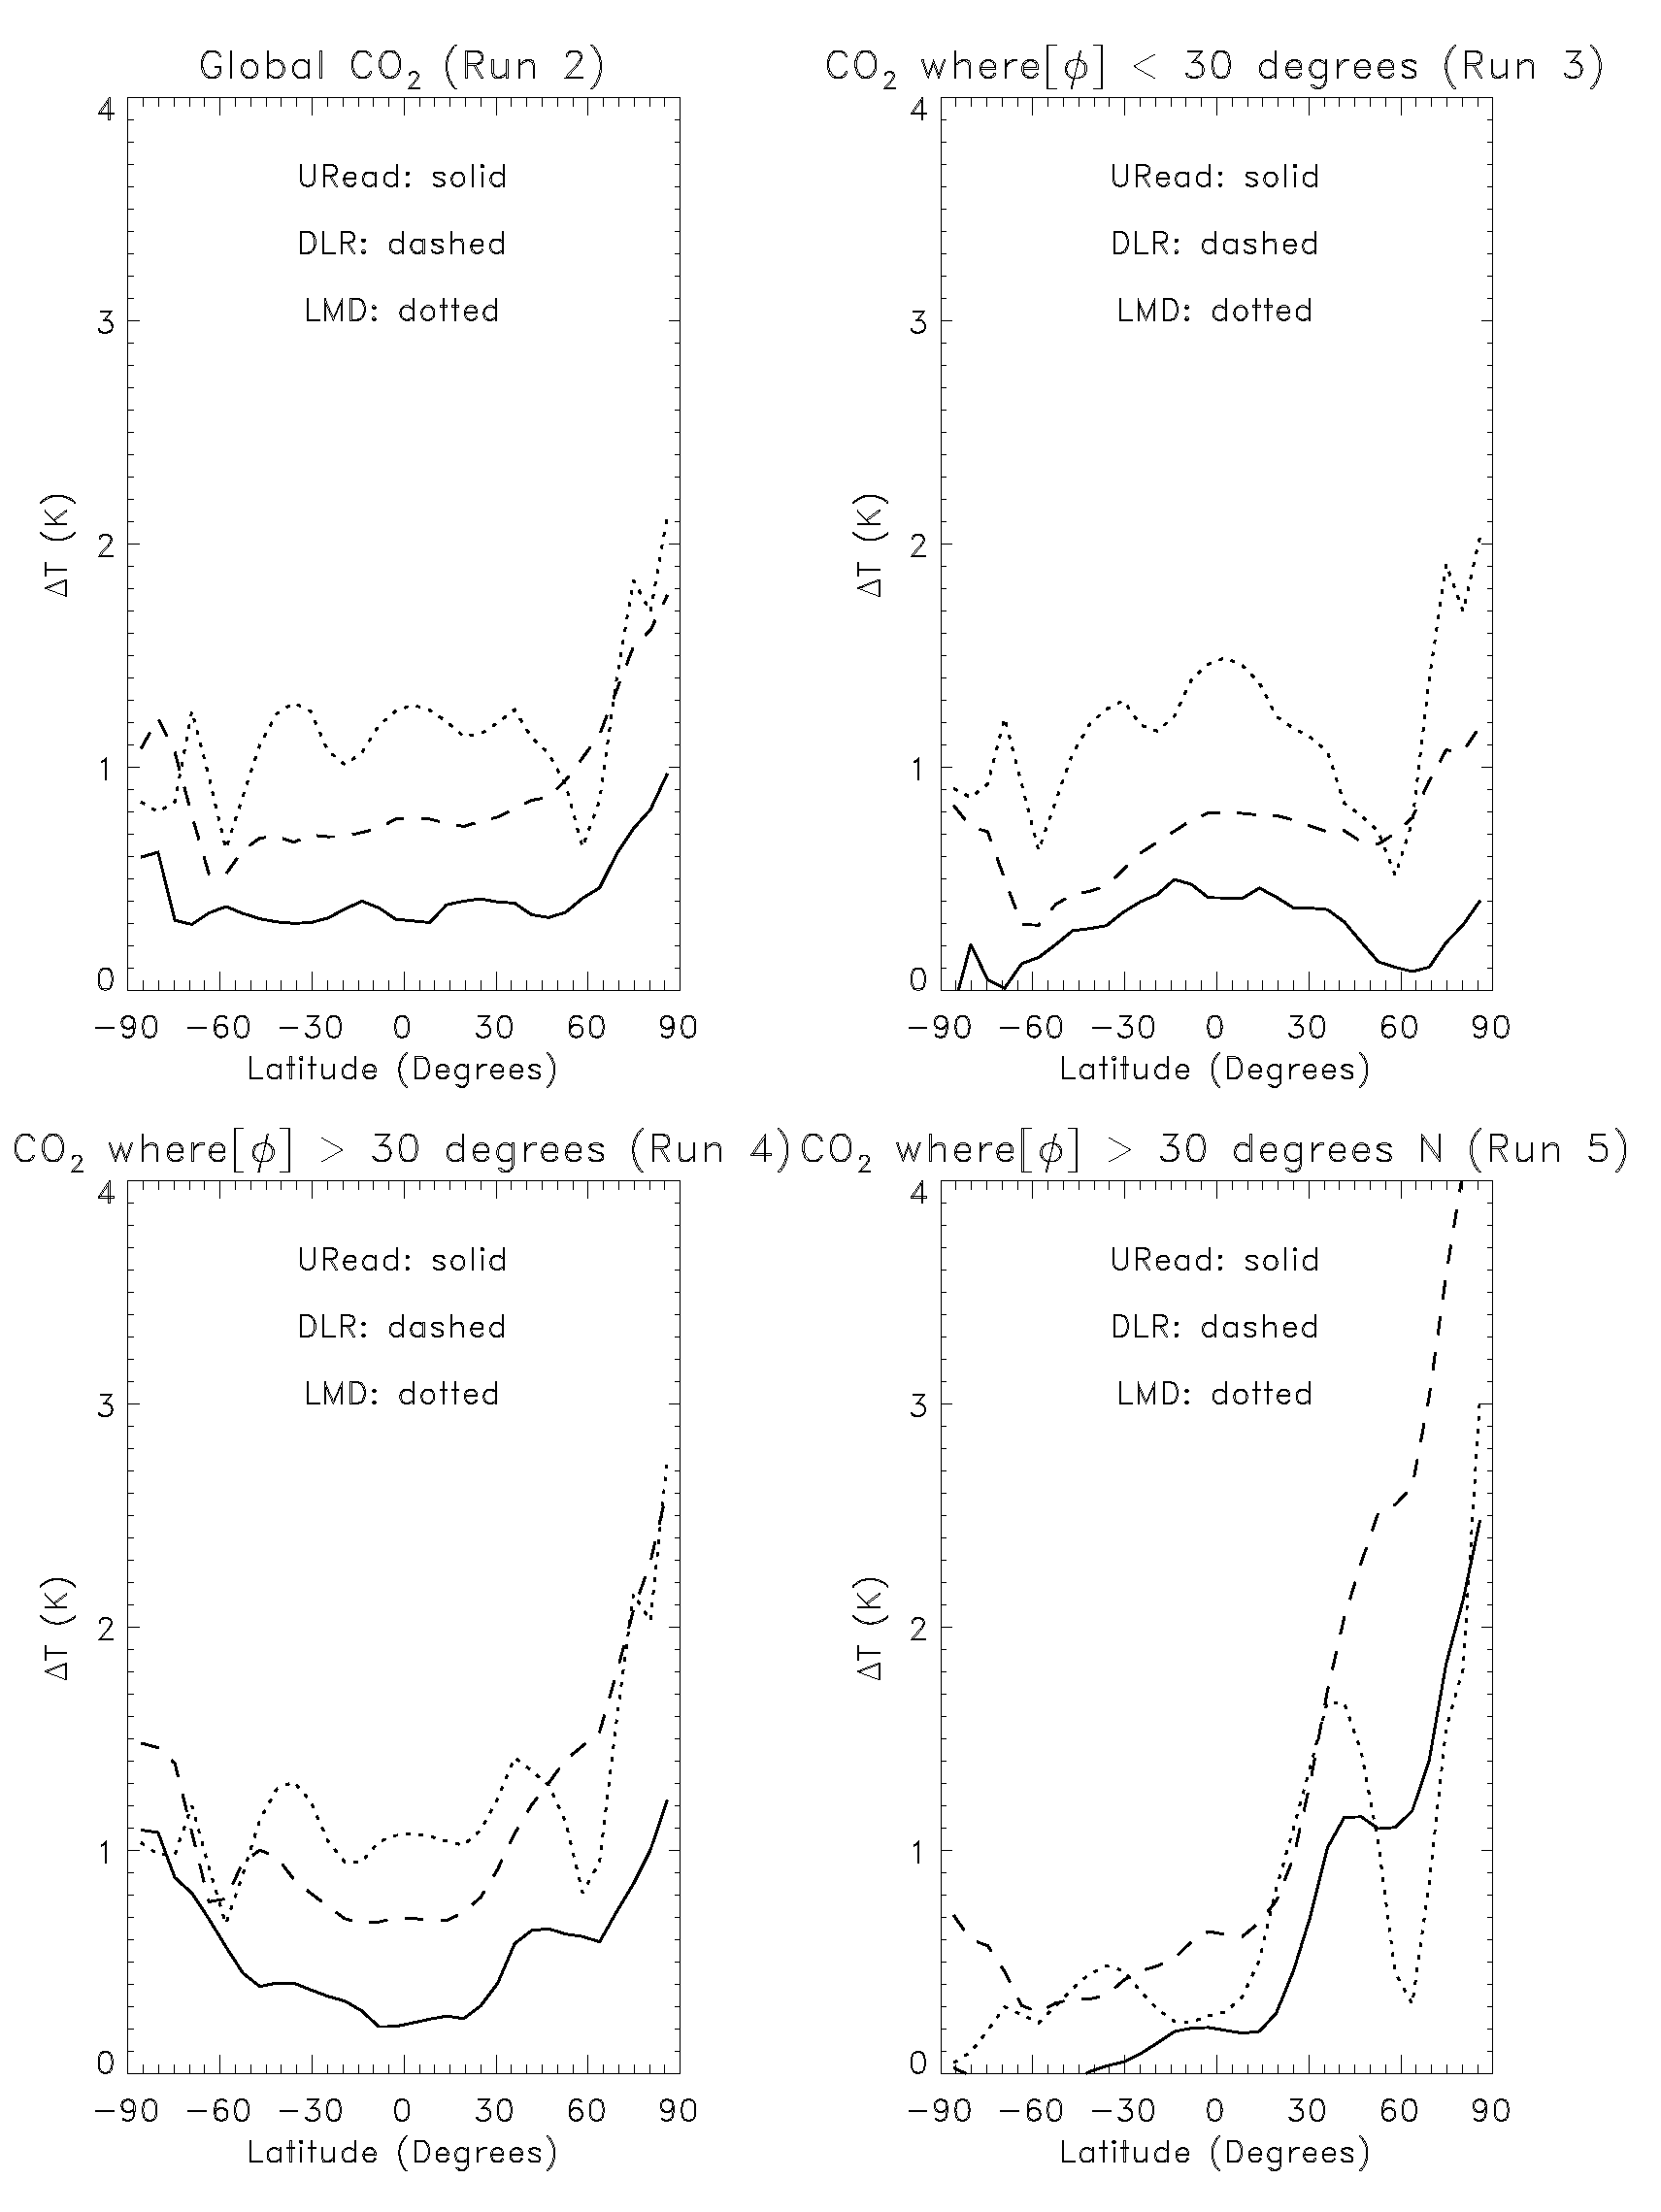 Global CO₂ (Run 2)
4
URead: solid
DLR: dashed
LMD: dotted
3
ΔT (K)
2
1
0
−90 −60 −30 0 30 60 90
Latitude (Degrees)
CO₂ where[ϕ] < 30 degrees (Run 3)
4
URead: solid
DLR: dashed
LMD: dotted
3
ΔT (K)
2
1
0
−90 −60 −30 0 30 60 90
Latitude (Degrees)
CO₂ where[ϕ] > 30 degrees (Run 4)
4
URead: solid
DLR: dashed
LMD: dotted
3
ΔT (K)
2
1
0
−90 −60 −30 0 30 60 90
Latitude (Degrees)
CO₂ where[ϕ] > 30 degrees N (Run 5)
4
URead: solid
DLR: dashed
LMD: dotted
3
ΔT (K)
2
1
0
−90 −60 −30 0 30 60 90
Latitude (Degrees)